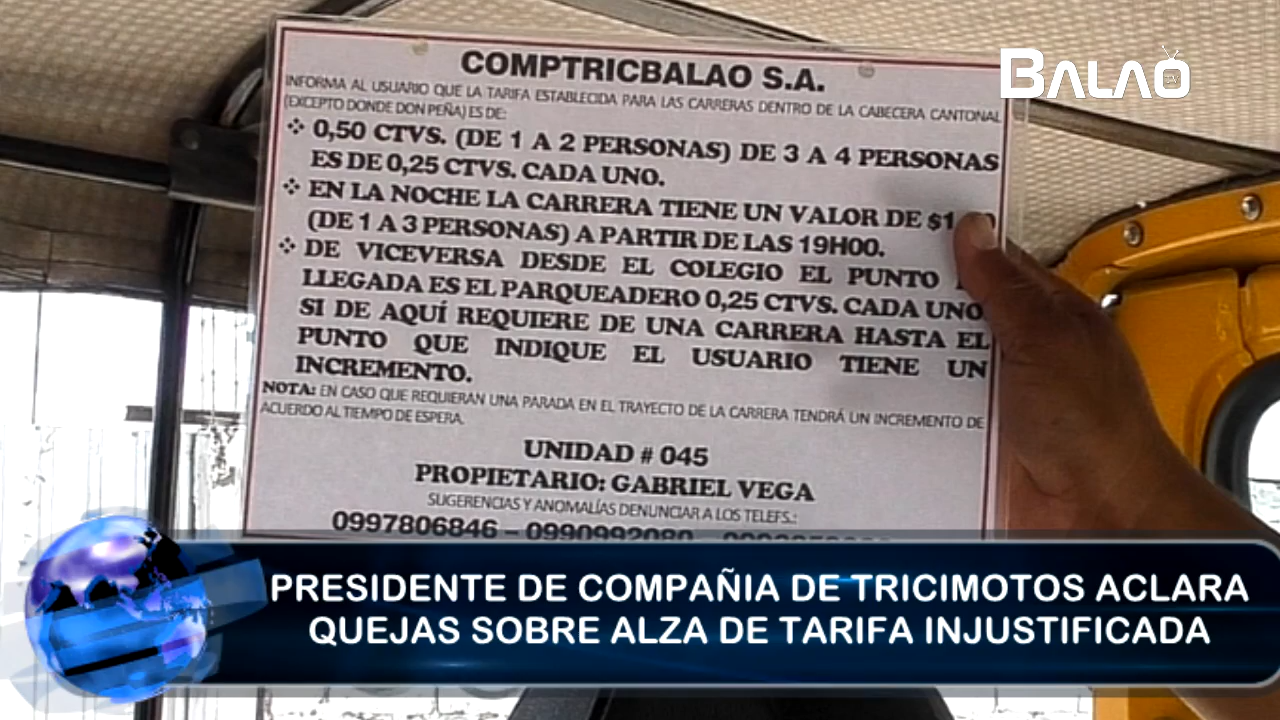 COMPTRICBALAO S.A.
BALAO
INFORMA AL USUARIO QUE LA TARIFA ESTABLECIDA PARA LAS CARRERAS DENTRO DE LA CABECERA CANTONAL
(EXCEPTO DONDE DON PEÑA) ES DE:
0,50 CTVS. (DE 1 A 2 PERSONAS) DE 3 A 4 PERSONAS
ES DE 0,25 CTVS. CADA UNO.
EN LA NOCHE LA CARRERA TIENE UN VALOR DE
(DE 1 A 3 PERSONAS) A PARTIR DE LAS 19H00.
DE VICEVERSA DESDE EL COLEGIO EL PUNTO
LLEGADA ES EL PARQUEADERO 0,25 CTVS. CADA UNO
SI DE AQUÍ REQUIERE DE UNA CARRERA HASTA EL
PUNTO QUE INDIQUE EL USUARIO TIENE UN
INCREMENTO.
NOTA: EN CASO QUE REQUIERAN UNA PARADA EN EL TRAYECTO DE LA CARRERA TENDRÁ UN INCREMENTO DE
ACUERDO AL TIEMPO DE ESPERA.
UNIDAD # 045
PROPIETARIO: GABRIEL VEGA
SUGERENCIAS Y ANOMALÍAS DENUNCIAR A LOS TELEFS.:
0997806846 – 0990992080
PRESIDENTE DE COMPAÑIA DE TRICIMOTOS ACLARA
QUEJAS SOBRE ALZA DE TARIFA INJUSTIFICADA